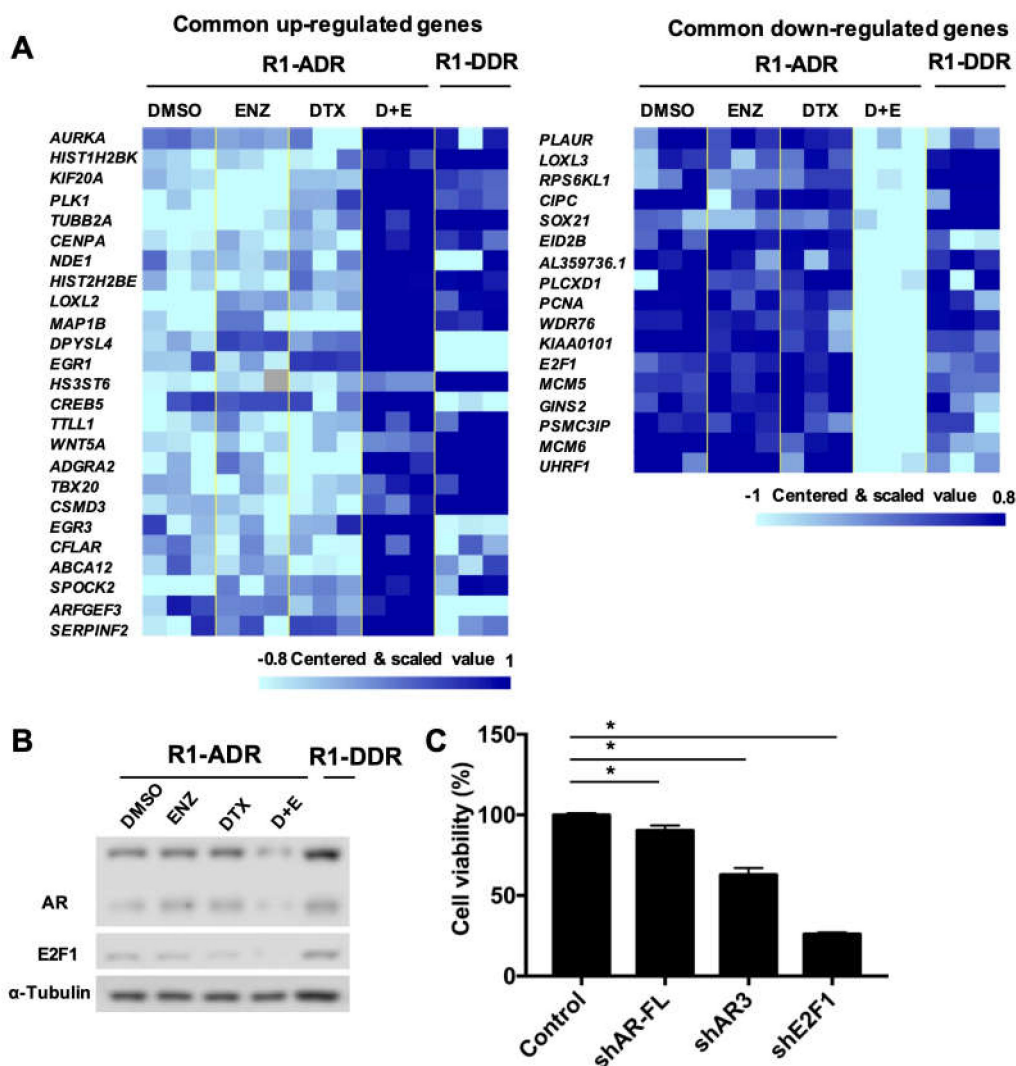 A
Common up-regulated genes
R1-ADR
R1-DDR
DMSO ENZ DTX D+E
AURKA
HIST1H2BK
KIF20A
PLK1
TUBB2A
CENPA
NDE1
HIST2H2BE
LOXL2
MAP1B
DPYSL4
EGR1
HS3ST6
CREB5
TTLL1
WNT5A
ADGRA2
TBX20
CSMD3
EGR3
CFLAR
ABCA12
SPOCK2
ARFGEF3
SERPINF2
-0.8 Centered & scaled value 1
Common down-regulated genes
R1-ADR
R1-DDR
DMSO ENZ DTX D+E
PLAUR
LOXL3
RPS6KL1
CIPC
SOX21
EID2B
AL359736.1
PLCXD1
PCNA
WDR76
KIAA0101
E2F1
MCM5
GINS2
PSMC3IP
MCM6
UHRF1
-1 Centered & scaled value 0.8
B
R1-ADR
R1-DDR
DMSO ENZ DTX D+E
AR
E2F1
α-Tubulin
C
Cell viability (%)
150
100
50
0
*
*
*
Control
shAR-FL
shAR3
shE2F1